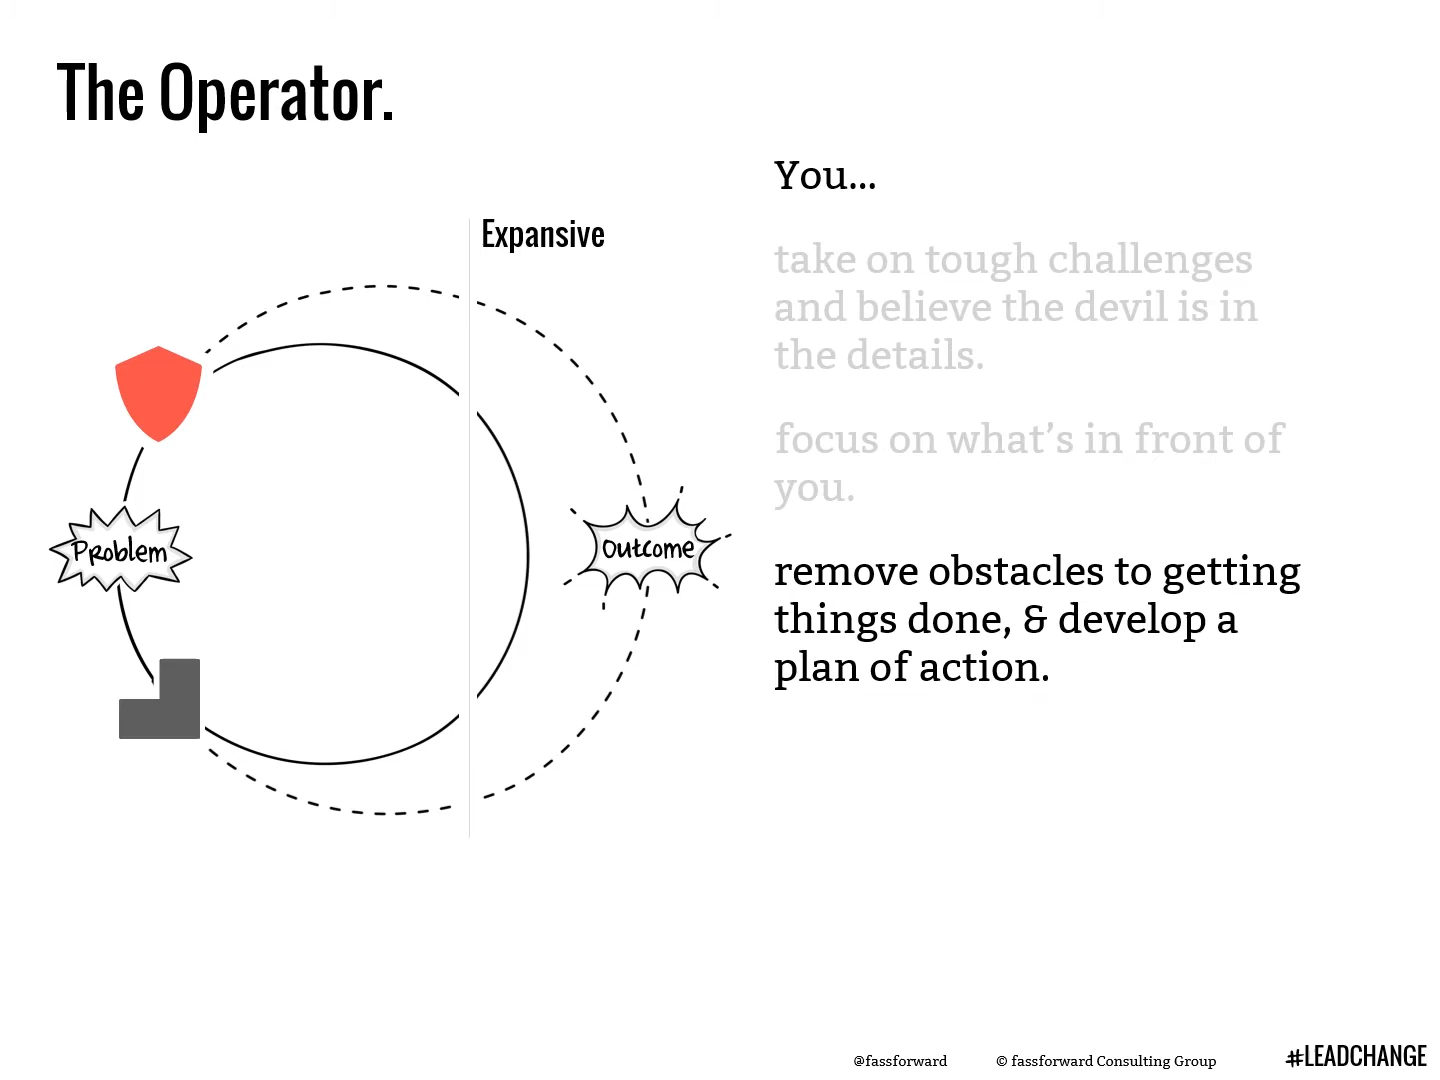 The Operator.
You...
Expansive
take on tough challenges
and believe the devil is in
the details.
focus on what's in front of
you.
Problem
Outcome
remove obstacles to getting
things done, & develop a
plan of action.
@fassforward
© fassforward Consulting Group
#LEADCHANGE